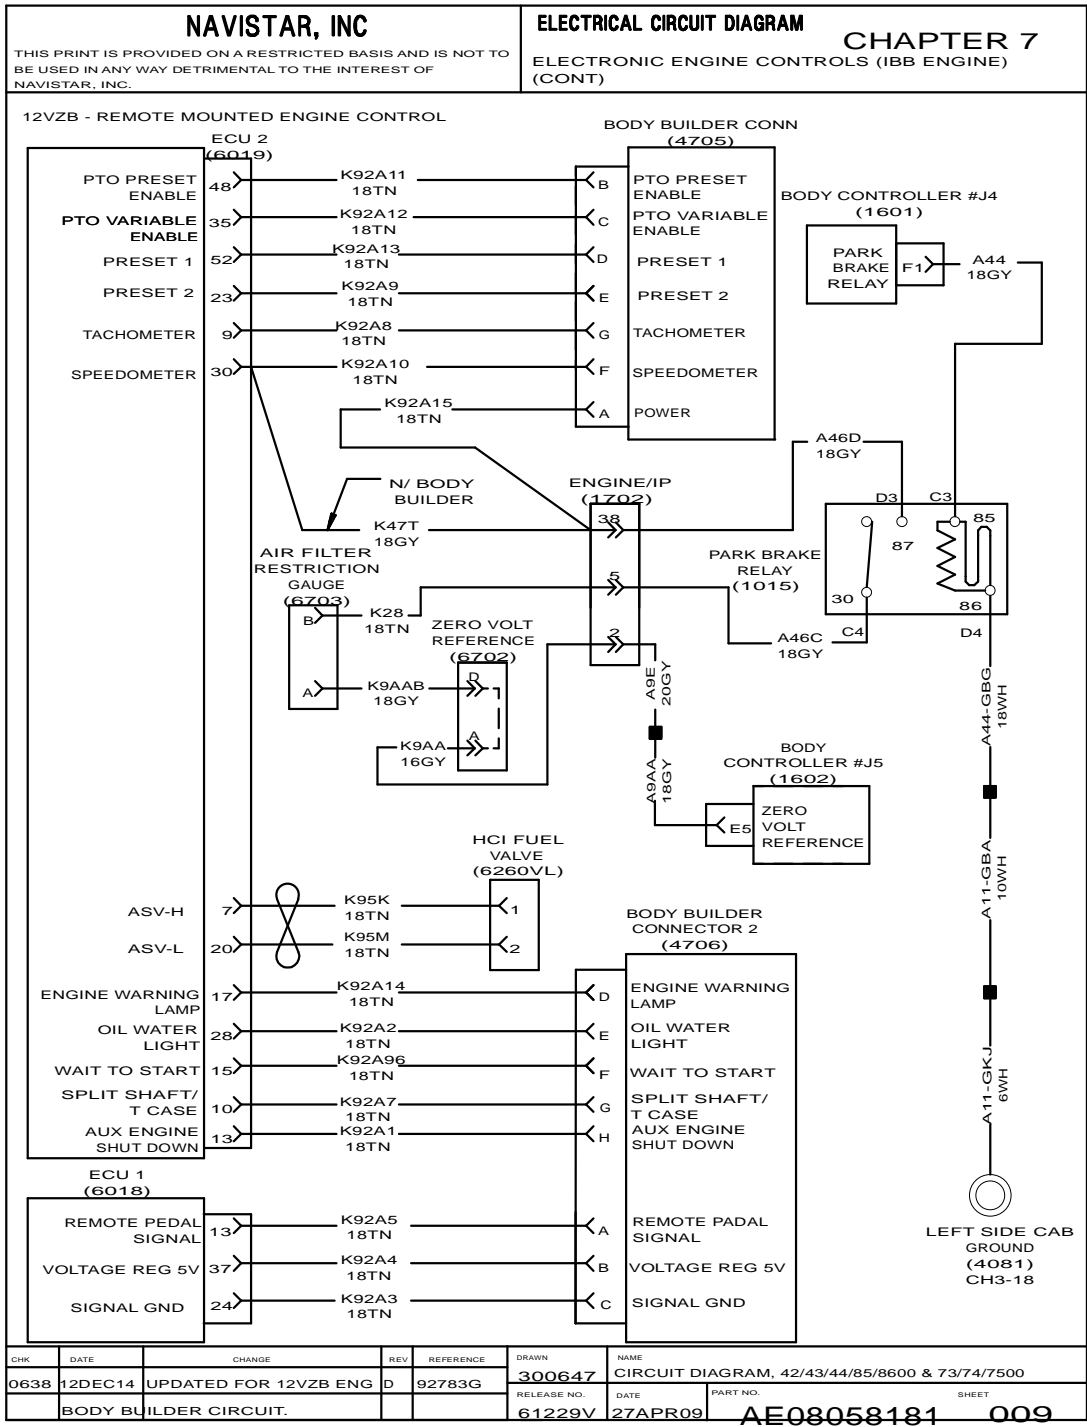 NAVISTAR, INC
THIS PRINT IS PROVIDED ON A RESTRICTED BASIS AND IS NOT TO
BE USED IN ANY WAY DETRIMENTAL TO THE INTEREST OF
NAVISTAR, INC.
ELECTRICAL CIRCUIT DIAGRAM
CHAPTER 7
ELECTRONIC ENGINE CONTROLS (IBB ENGINE)
(CONT)
12VZB - REMOTE MOUNTED ENGINE CONTROL
ECU 2
(6019)
PTO PRESET
ENABLE
48
PTO VARIABLE
ENABLE
35
PRESET 1
52
PRESET 2
23
TACHOMETER
9
SPEEDOMETER
30
K92A11
18TN
K92A12
18TN
K92A13
18TN
K92A9
18TN
K92A8
18TN
K92A10
18TN
K92A15
18TN
BODY BUILDER CONN
(4705)
B
PTO PRESET
ENABLE
C
PTO VARIABLE
ENABLE
D
PRESET 1
E
PRESET 2
G
TACHOMETER
F
SPEEDOMETER
A
POWER
BODY CONTROLLER #J4
(1601)
PARK
BRAKE
RELAY
F1
A44
18GY
N/ BODY
BUILDER
K47T
18GY
ENGINE/IP
(1702)
38
5
2
A46D
18GY
D3
C3
85
87
30
86
C4
D4
PARK BRAKE
RELAY
(1015)
A46C
18GY
AIR FILTER
RESTRICTION
GAUGE
(6703)
B
A
K28
18TN
K9AAB
18GY
ZERO VOLT
REFERENCE
(6702)
D
A
K9AA
16GY
A9E
20GY
A9AA
18GY
BODY
CONTROLLER #J5
(1602)
E5
ZERO
VOLT
REFERENCE
A44-GBG
18WH
A11-GBA
10WH
A11-GKJ
6WH
LEFT SIDE CAB
GROUND
(4081)
CH3-18
HCI FUEL
VALVE
(6260VL)
1
2
ASV-H
7
K95K
18TN
ASV-L
20
K95M
18TN
ENGINE WARNING
LAMP
17
OIL WATER
LIGHT
28
WAIT TO START
15
SPLIT SHAFT/
T CASE
10
AUX ENGINE
SHUT DOWN
13
K92A14
18TN
K92A2
18TN
K92A96
18TN
K92A7
18TN
K92A1
18TN
BODY BUILDER
CONNECTOR 2
(4706)
D
ENGINE WARNING
LAMP
E
OIL WATER
LIGHT
F
WAIT TO START
G
SPLIT SHAFT/
T CASE
H
AUX ENGINE
SHUT DOWN
A
REMOTE PADAL
SIGNAL
B
VOLTAGE REG 5V
C
SIGNAL GND
ECU 1
(6018)
REMOTE PEDAL
SIGNAL
13
VOLTAGE REG 5V
37
SIGNAL GND
24
K92A5
18TN
K92A4
18TN
K92A3
18TN
CHK DATE CHANGE REV REFERENCE
0638 12DEC14 UPDATED FOR 12VZB ENG D 92783G
BODY BUILDER CIRCUIT.
DRAWN
300647
NAME
CIRCUIT DIAGRAM, 42/43/44/85/8600 & 73/74/7500
RELEASE NO.
61229V
DATE
27APR09
PART NO.
AE08058181
SHEET
009